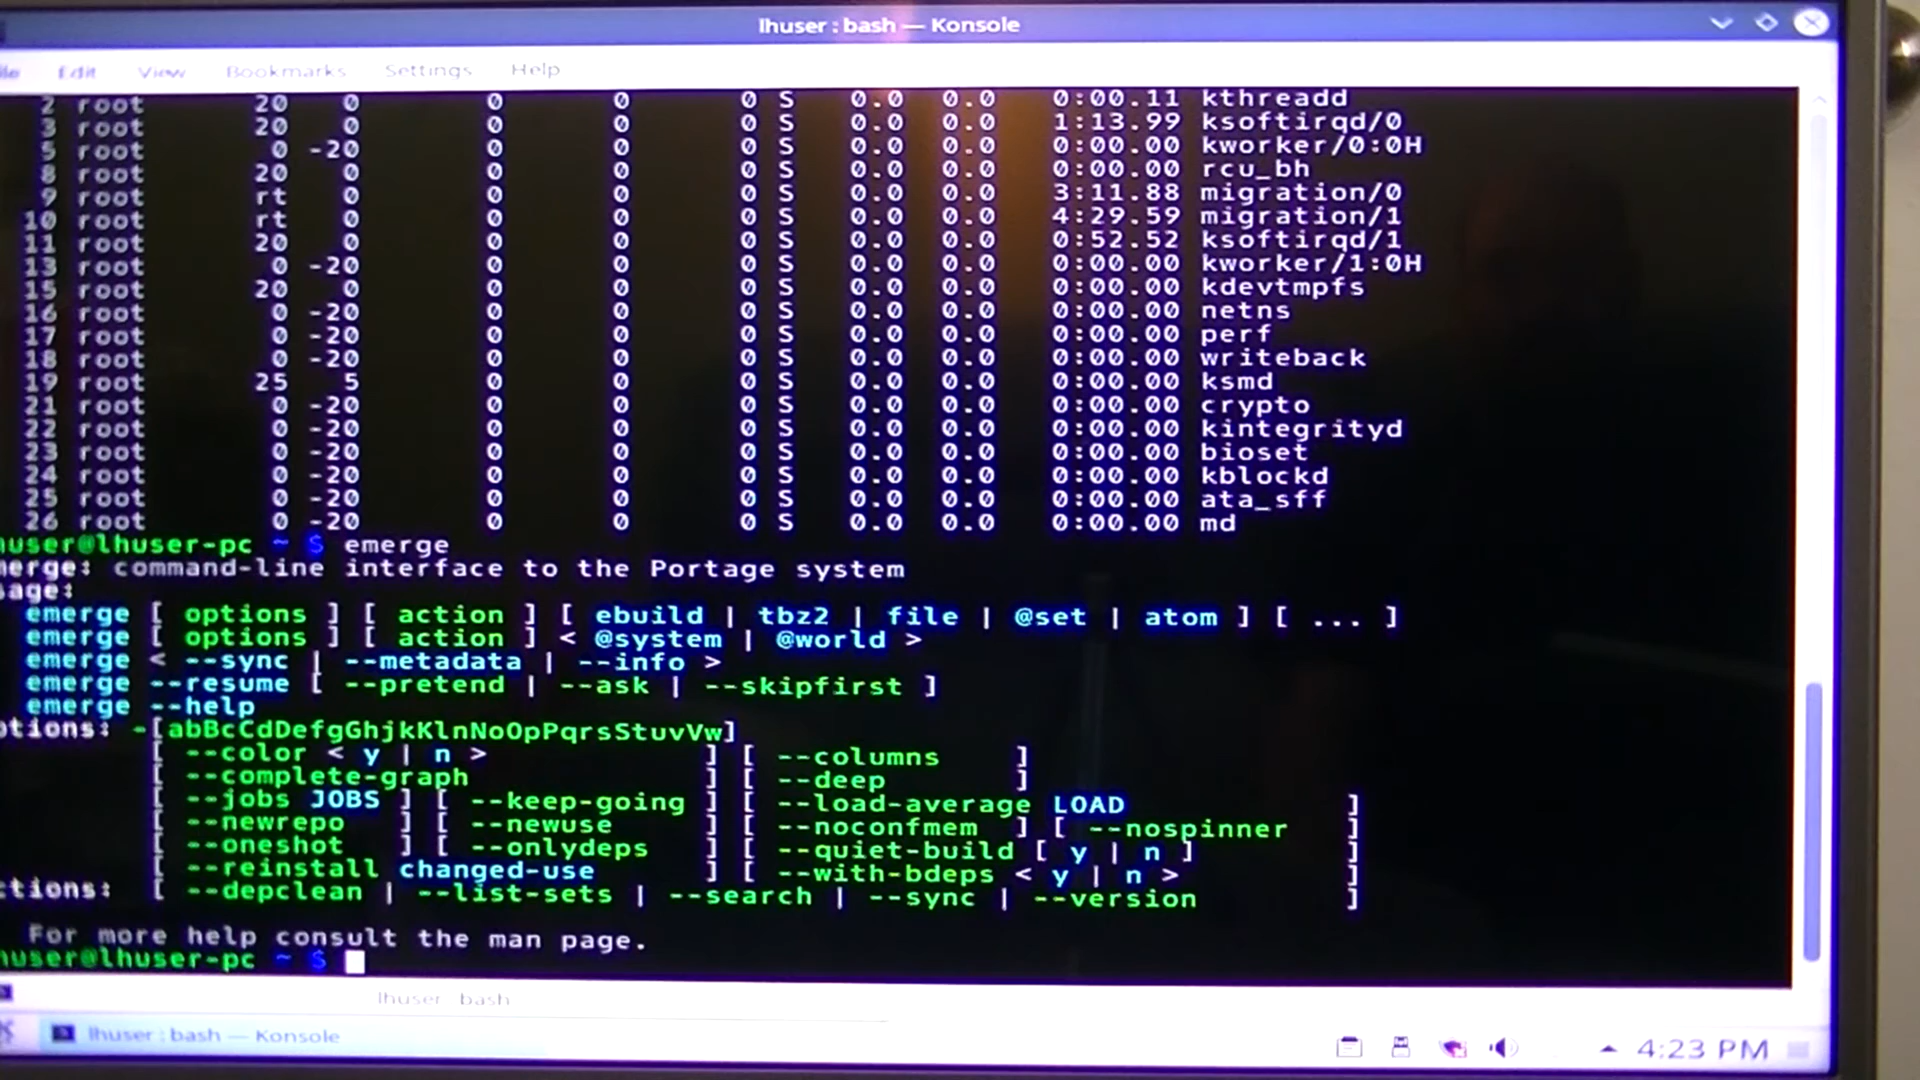 lhuser : bash — Konsole
Edit View Bookmarks Settings Help
2 root 20 0 0 0 0 S 0.0 0.0 0:00.11 kthreadd
3 root 20 0 0 0 0 S 0.0 0.0 1:13.99 ksoftirqd/0
5 root 0 -20 0 0 0 S 0.0 0.0 0:00.00 kworker/0:0H
8 root 20 0 0 0 0 S 0.0 0.0 0:00.00 rcu_bh
9 root rt 0 0 0 0 S 0.0 0.0 3:11.88 migration/0
10 root rt 0 0 0 0 S 0.0 0.0 4:29.59 migration/1
11 root 20 0 0 0 0 S 0.0 0.0 0:52.52 ksoftirqd/1
13 root 0 -20 0 0 0 S 0.0 0.0 0:00.00 kworker/1:0H
15 root 20 0 0 0 0 S 0.0 0.0 0:00.00 kdevtmpfs
16 root 0 -20 0 0 0 S 0.0 0.0 0:00.00 netns
17 root 0 -20 0 0 0 S 0.0 0.0 0:00.00 perf
18 root 0 -20 0 0 0 S 0.0 0.0 0:00.00 writeback
19 root 25 5 0 0 0 S 0.0 0.0 0:00.00 ksmd
21 root 0 -20 0 0 0 S 0.0 0.0 0:00.00 crypto
22 root 0 -20 0 0 0 S 0.0 0.0 0:00.00 kintegrityd
23 root 0 -20 0 0 0 S 0.0 0.0 0:00.00 bioset
24 root 0 -20 0 0 0 S 0.0 0.0 0:00.00 kblockd
25 root 0 -20 0 0 0 S 0.0 0.0 0:00.00 ata_sff
26 root 0 -20 0 0 0 S 0.0 0.0 0:00.00 md
huser@lhuser-pc ~ $ emerge
merge: command-line interface to the Portage system
sage:
emerge [ options ] [ action ] [ ebuild | tbz2 | file | @set | atom ] [ ... ]
emerge [ options ] [ action ] < @system | @world >
emerge < --sync | --metadata | --info >
emerge --resume [ --pretend | --ask | --skipfirst ]
emerge --help
ptions: -[abBcCdDefgGhjkKlnNoOpPqrsStuvVw]
[ --color < y | n > ] [ --columns ]
[ --complete-graph ] [ --deep ]
[ --jobs JOBS ] [ --keep-going ] [ --load-average LOAD ]
[ --newrepo ] [ --newuse ] [ --noconfmem ] [ --nospinner ]
[ --oneshot ] [ --onlydeps ] [ --quiet-build [ y | n ] ]
[ --reinstall changed-use ] [ --with-bdeps < y | n > ]
ctions: [ --depclean | --list-sets | --search | --sync | --version ]
For more help consult the man page.
huser@lhuser-pc ~ $
lhuser : bash
lhuser : bash — Konsole
4:23 PM